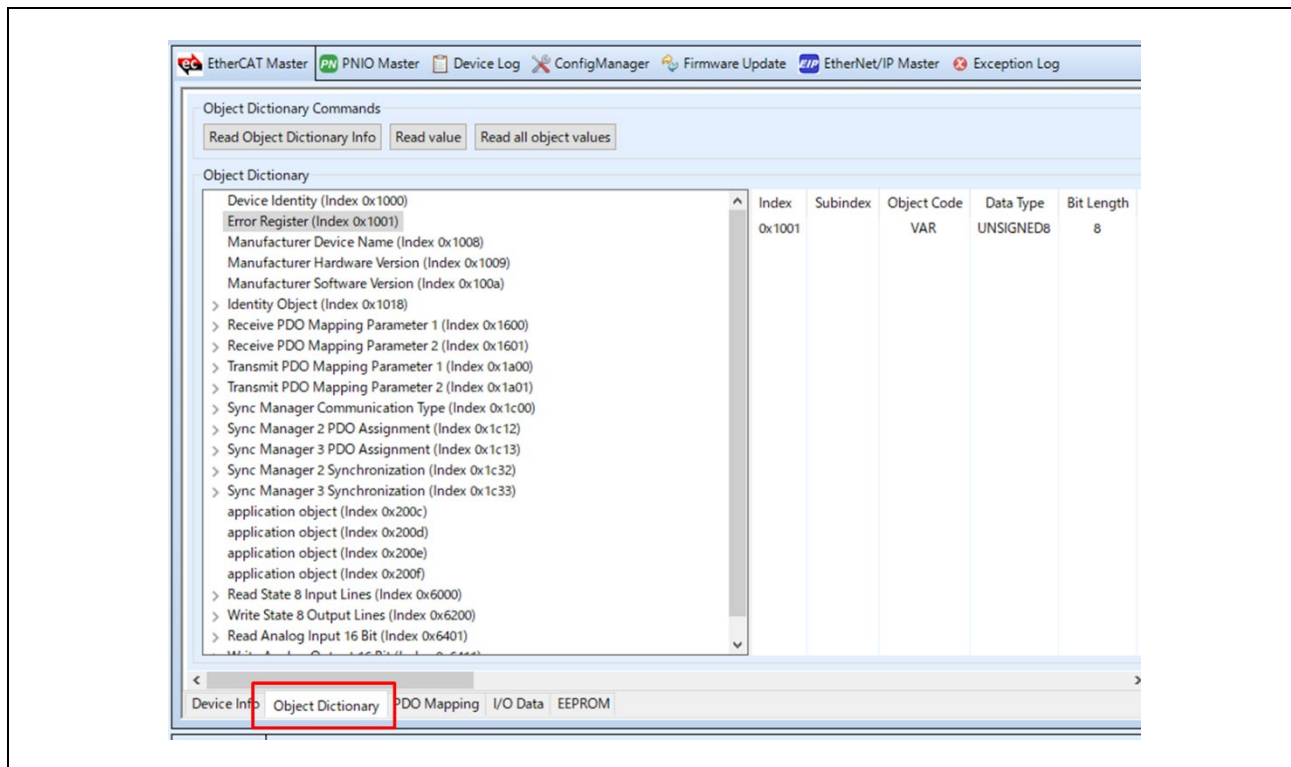 EtherCAT Master PNIO Master Device Log ConfigManager Firmware Update EtherNet/IP Master Exception Log
Object Dictionary Commands
Read Object Dictionary Info Read value Read all object values
Object Dictionary
Device Identity (Index 0x1000)
Error Register (Index 0x1001)
Manufacturer Device Name (Index 0x1008)
Manufacturer Hardware Version (Index 0x1009)
Manufacturer Software Version (Index 0x100a)
Identity Object (Index 0x1018)
Receive PDO Mapping Parameter 1 (Index 0x1600)
Receive PDO Mapping Parameter 2 (Index 0x1601)
Transmit PDO Mapping Parameter 1 (Index 0x1a00)
Transmit PDO Mapping Parameter 2 (Index 0x1a01)
Sync Manager Communication Type (Index 0x1c00)
Sync Manager 2 PDO Assignment (Index 0x1c12)
Sync Manager 3 PDO Assignment (Index 0x1c13)
Sync Manager 2 Synchronization (Index 0x1c32)
Sync Manager 3 Synchronization (Index 0x1c33)
application object (Index 0x200c)
application object (Index 0x200d)
application object (Index 0x200e)
application object (Index 0x200f)
Read State 8 Input Lines (Index 0x6000)
Write State 8 Output Lines (Index 0x6200)
Read Analog Input 16 Bit (Index 0x6401)
Index Subindex Object Code Data Type Bit Length
0x1001 VAR UNSIGNED8 8
Device Info Object Dictionary PDO Mapping I/O Data EEPROM